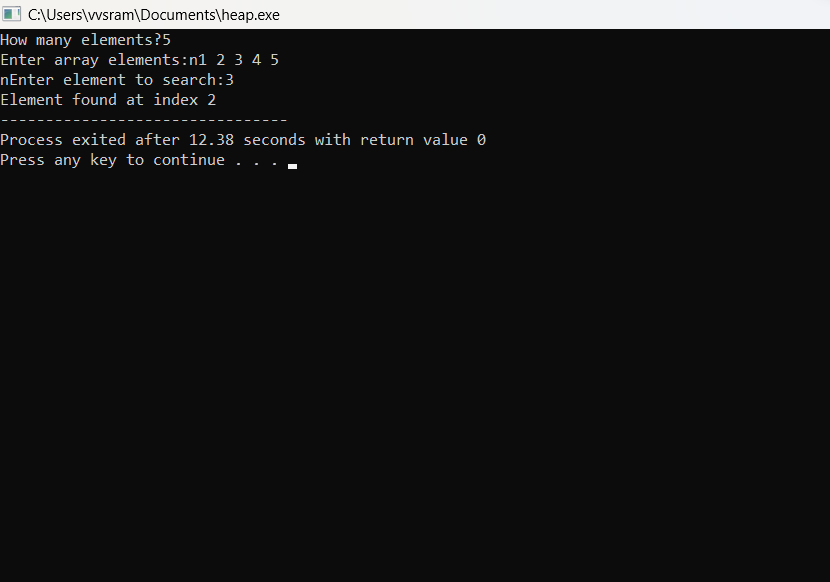 C:\Users\vvsram\Documents\heap.exe
How many elements?5
Enter array elements:n1 2 3 4 5
nEnter element to search:3
Element found at index 2
--------------------------------
Process exited after 12.38 seconds with return value 0
Press any key to continue . . .